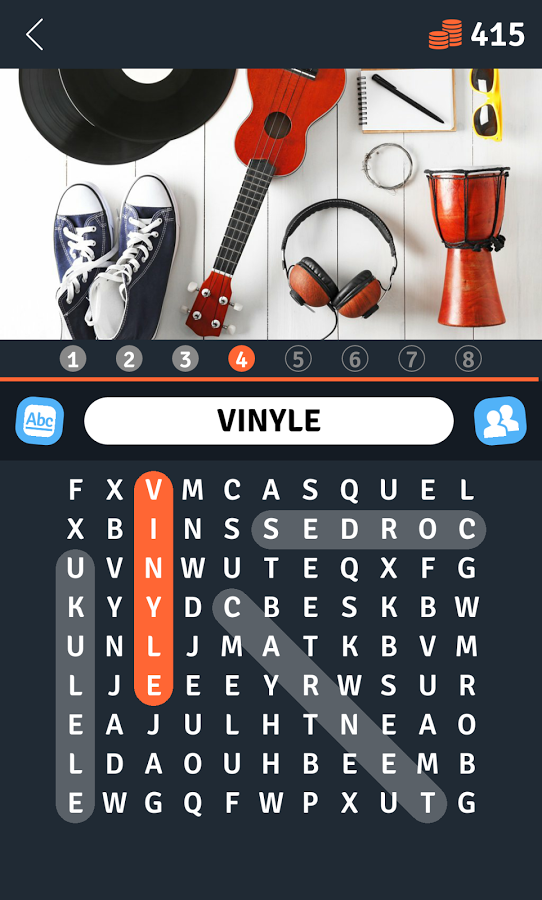 415
1 2 3 4 5 6 7 8
Abc VINYLE
F X V M C A S Q U E L
X B I N S S E D R O C
U V N W U T E Q X F G
K Y Y D C B E S K B W
U N L J M A T K B V M
L J E E E Y R W S U R
E A J U L H T N E A O
L D A O U H B E E M B
E W G Q F W P X U T G